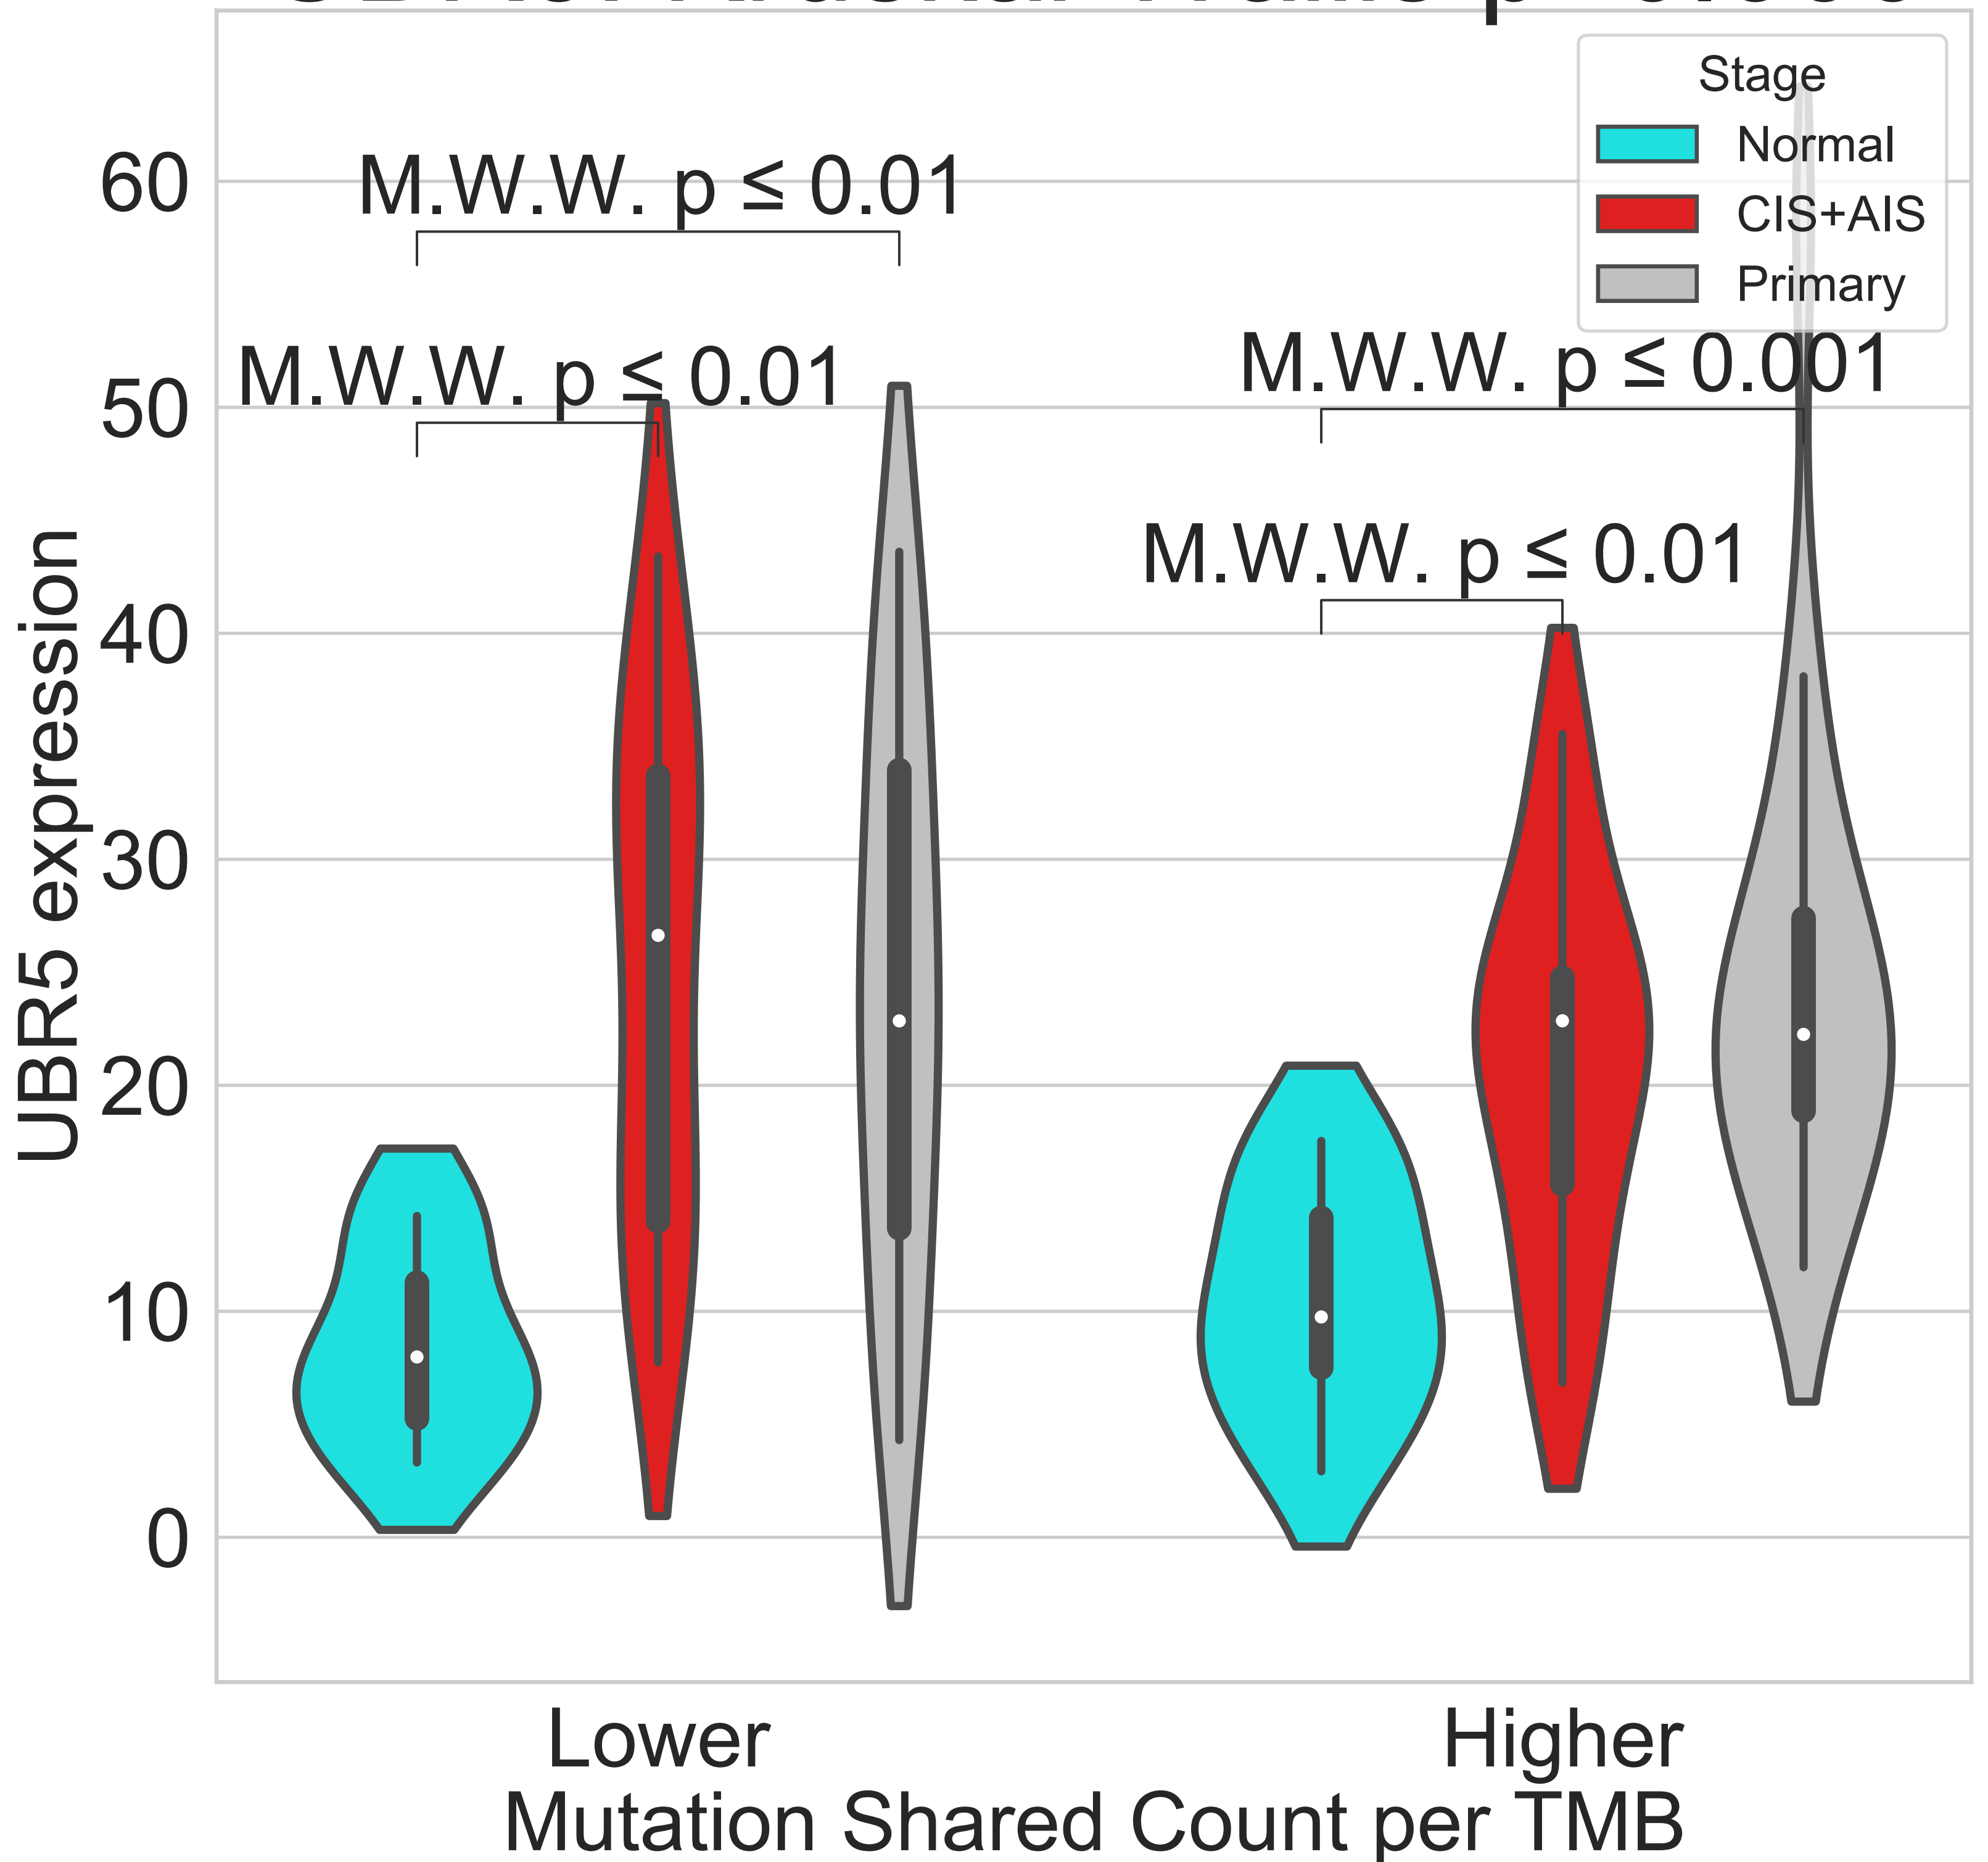 Stage
Normal
CIS+AIS
Primary
M.W.W. p ≤ 0.01
M.W.W. p ≤ 0.01
M.W.W. p ≤ 0.001
M.W.W. p ≤ 0.01
UBR5 expression
60
50
40
30
20
10
0
Lower
Higher
Mutation Shared Count per TMB